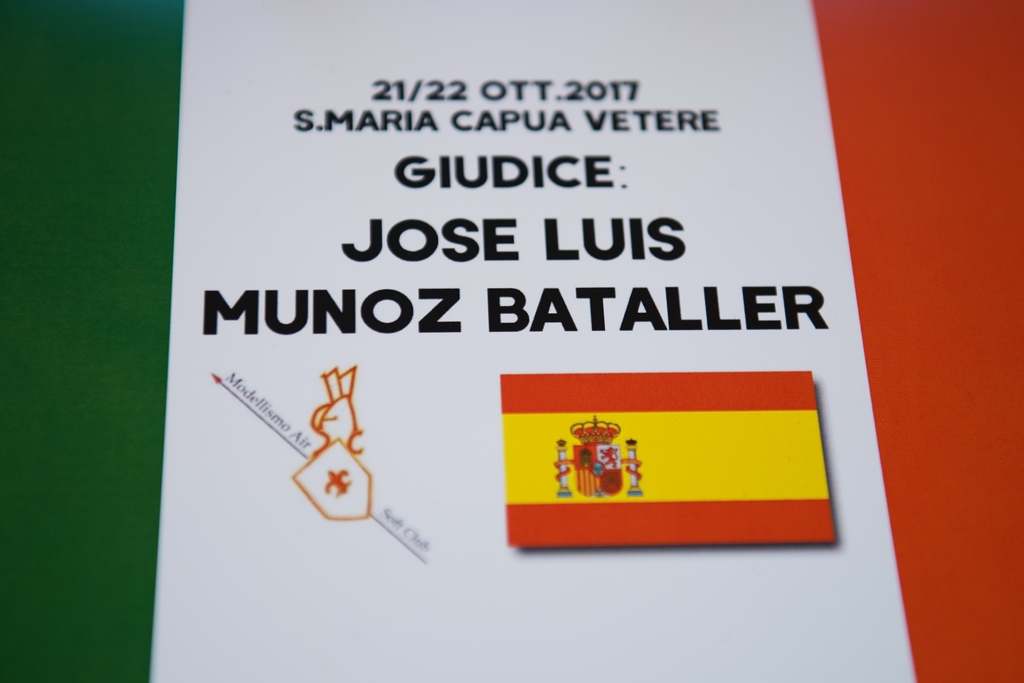 21/22 OTT.2017
S.MARIA CAPUA VETERE
GIUDICE:
JOSE LUIS
MUNOZ BATALLER
Modellismo Air
Soft Club